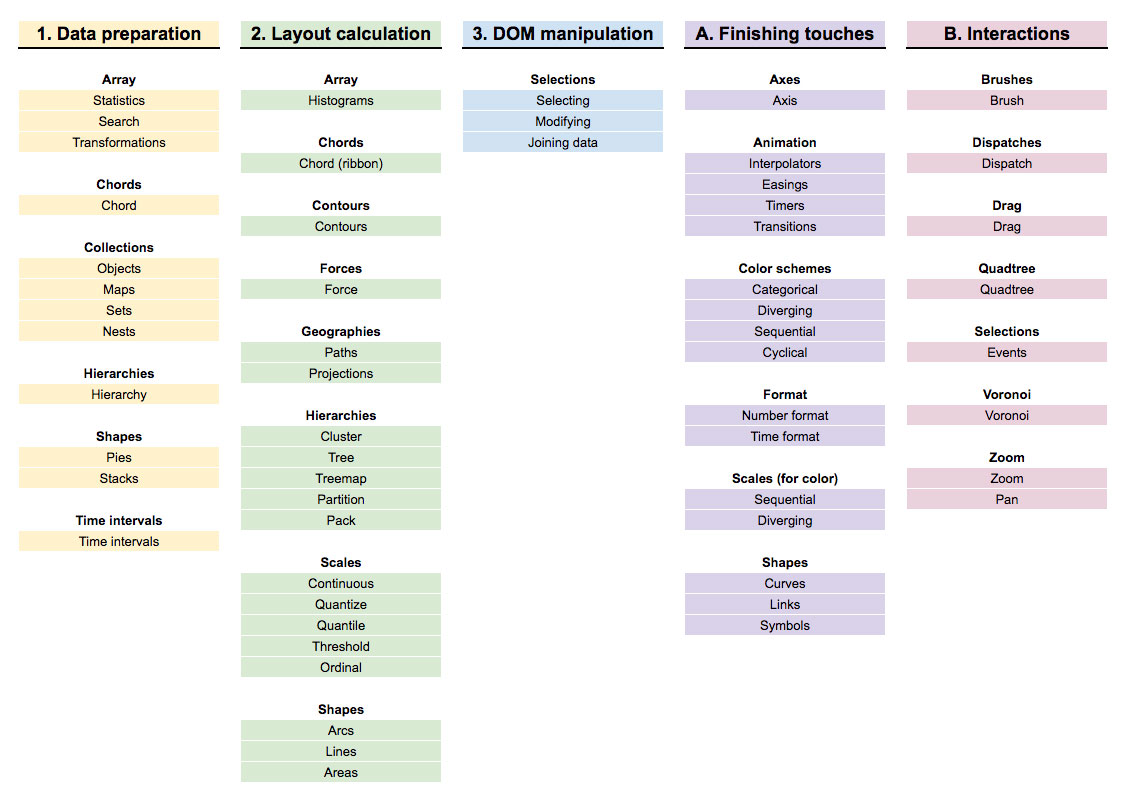 1. Data preparation
Array
Statistics
Search
Transformations
Chords
Chord
Collections
Objects
Maps
Sets
Nests
Hierarchies
Hierarchy
Shapes
Pies
Stacks
Time intervals
Time intervals
2. Layout calculation
Array
Histograms
Chords
Chord (ribbon)
Contours
Contours
Forces
Force
Geographies
Paths
Projections
Hierarchies
Cluster
Tree
Treemap
Partition
Pack
Scales
Continuous
Quantize
Quantile
Threshold
Ordinal
Shapes
Arcs
Lines
Areas
3. DOM manipulation
Selections
Selecting
Modifying
Joining data
A. Finishing touches
Axes
Axis
Animation
Interpolators
Easings
Timers
Transitions
Color schemes
Categorical
Diverging
Sequential
Cyclical
Format
Number format
Time format
Scales (for color)
Sequential
Diverging
Shapes
Curves
Links
Symbols
B. Interactions
Brushes
Brush
Dispatches
Dispatch
Drag
Drag
Quadtree
Quadtree
Selections
Events
Voronoi
Voronoi
Zoom
Zoom
Pan